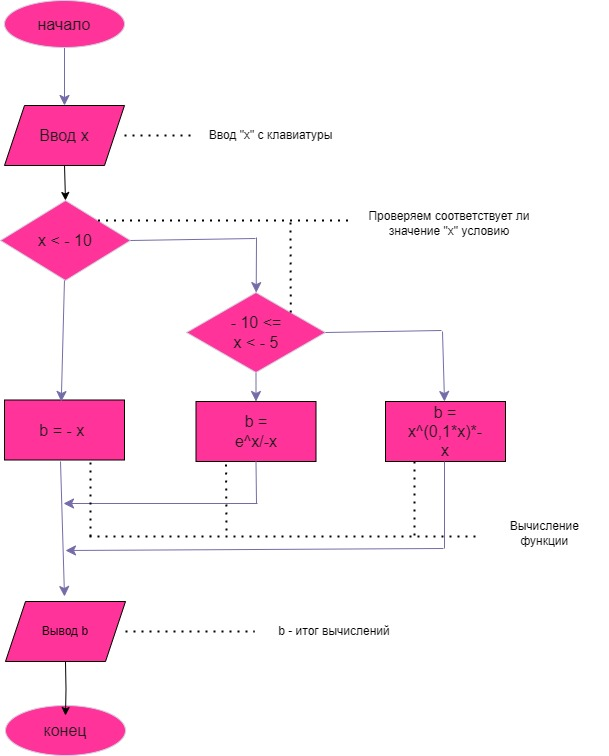 начало
Ввод x
Ввод "x" с клавиатуры
Проверяем соответствует ли
значение "x" условию
x < - 10
- 10 <=
x < - 5
b = - x
b =
e^x/-x
b =
x^(0,1*x)*-
x
Вычисление
функции
Вывод b
b - итог вычислений
конец